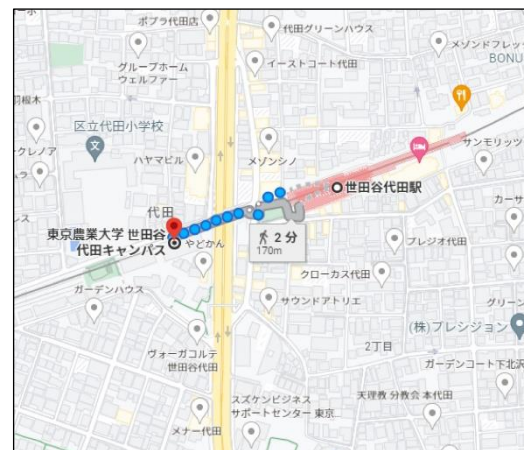 ポプラ代田店
代田グリーンハウス
メゾンドフレッ
BONU
グループホーム
ウェルファー
イーストコート代田
羽根木
区立代田小学校
文
クレノア
ハヤマビル
メゾンシノ
サンモリッツ
世田谷代田駅
カーサ
代田
東京農業大学 世田谷
代田キャンパス
やどかん
2 分
170m
プレジオ代田
クローカス代田
ガーデンハウス
サウンドアトリエ
グリーン
(株)プレシジョン
2丁目
ヴォーガコルテ
世田谷代田
ガーデンコート下北沢
スズケンビジネス
サポートセンター 東京...
天理教 分教会 本代田
メナー代田